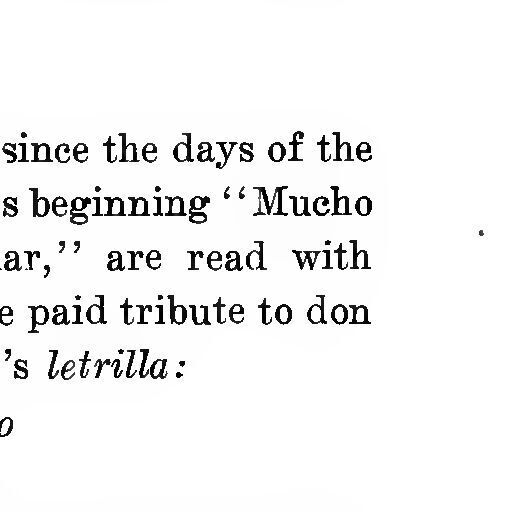 since the days of the
s beginning ‘‘Mucho
ar,’’ are read with
e paid tribute to don
’s letrilla:
o